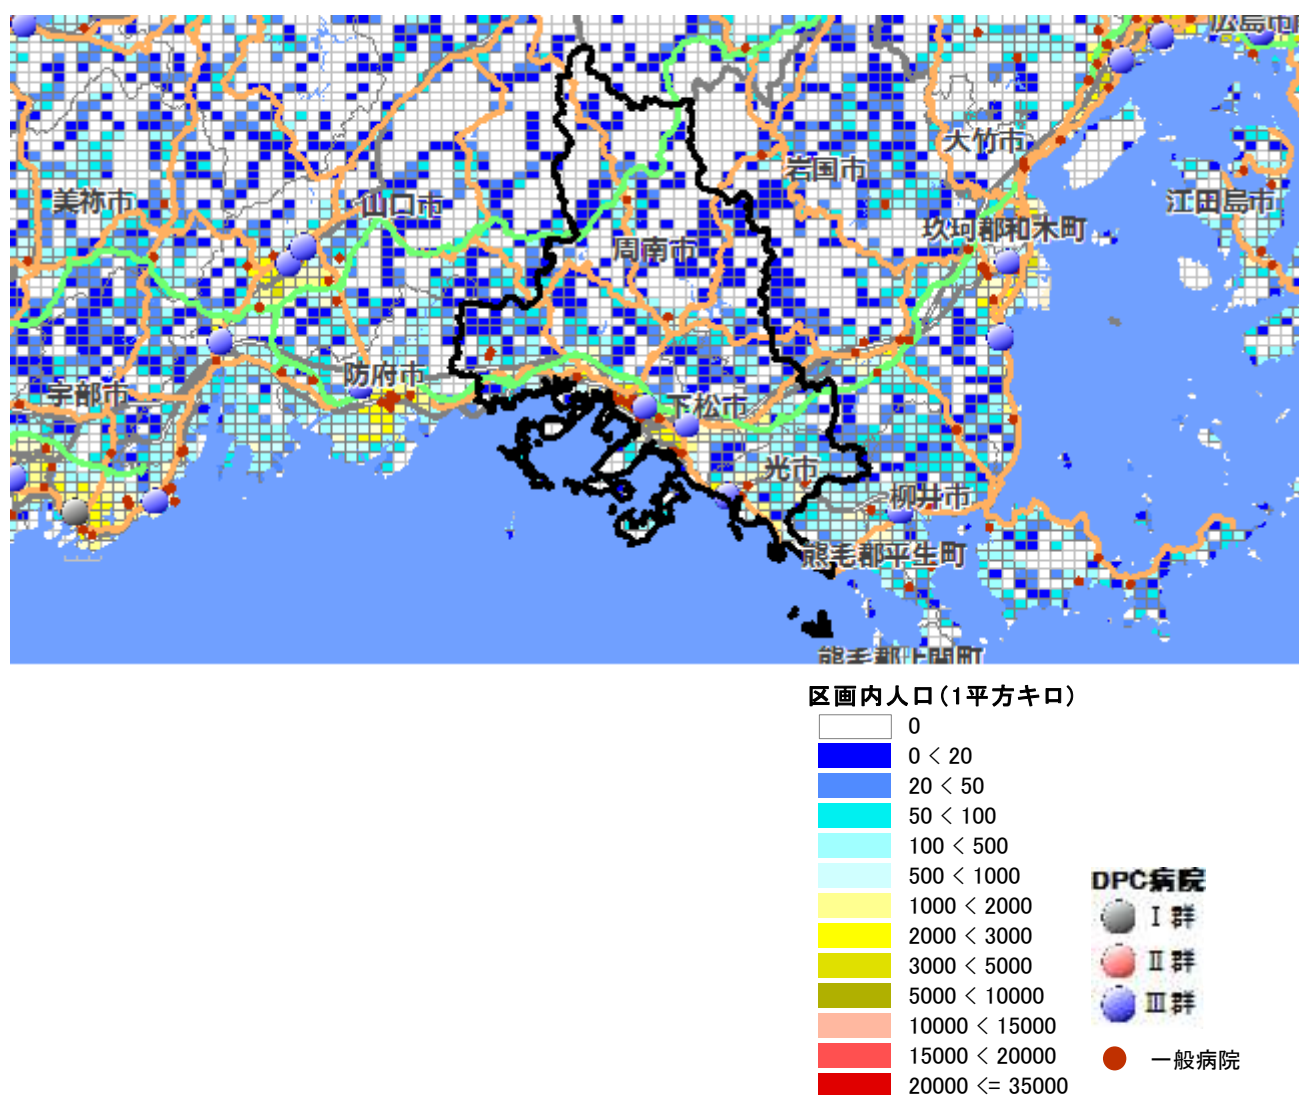 広島市
大竹市
岩国市
美祢市
山口市
江田島市
玖珂郡和木町
周南市
防府市
宇部市
下松市
光市
柳井市
熊毛郡平生町
熊毛郡上関町
区画内人口(1平方キロ)
0
0 < 20
20 < 50
50 < 100
100 < 500
500 < 1000
1000 < 2000
2000 < 3000
3000 < 5000
5000 < 10000
10000 < 15000
15000 < 20000
20000 <= 35000
DPC病院
Ⅰ群
Ⅱ群
Ⅲ群
一般病院